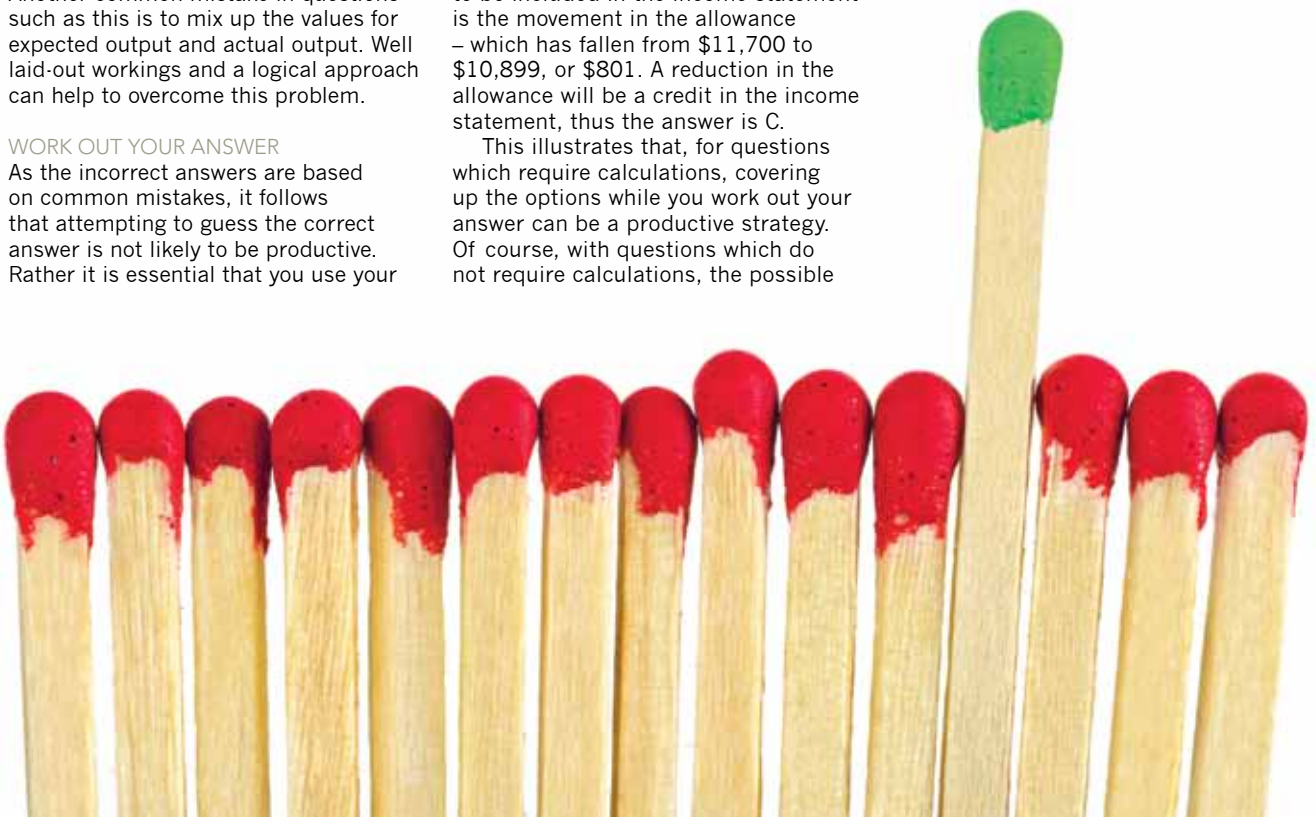 such as this is to mix up the values for
expected output and actual output. Well
laid-out workings and a logical approach
can help to overcome this problem.
WORK OUT YOUR ANSWER
As the incorrect answers are based
on common mistakes, it follows
that attempting to guess the correct
answer is not likely to be productive.
Rather it is essential that you use your
is the movement in the allowance
– which has fallen from $11,700 to
$10,899, or $801. A reduction in the
allowance will be a credit in the income
statement, thus the answer is C.
This illustrates that, for questions
which require calculations, covering
up the options while you work out your
answer can be a productive strategy.
Of course, with questions which do
not require calculations, the possible